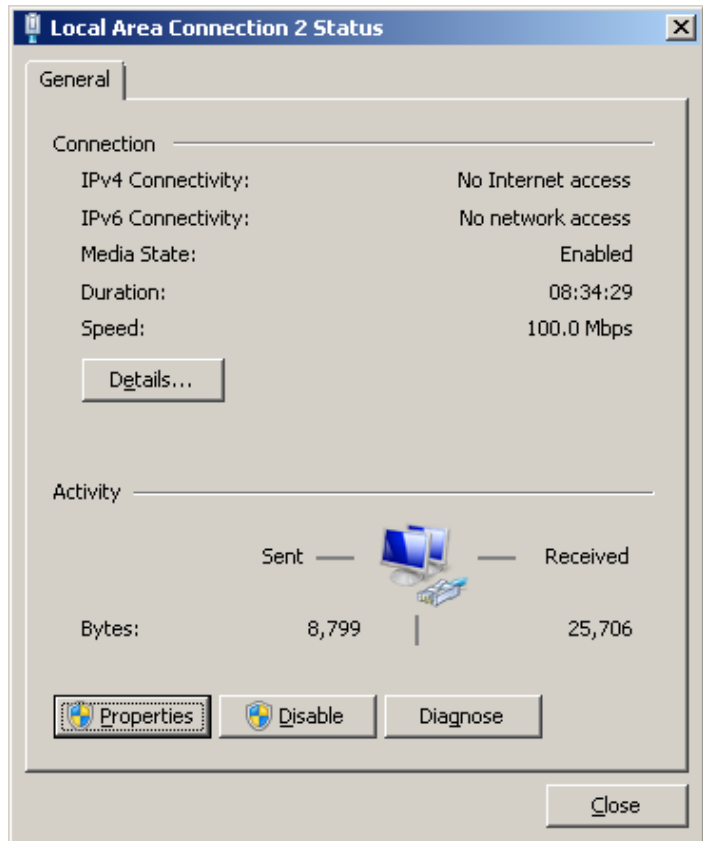 Local Area Connection 2 Status
General
Connection
IPv4 Connectivity: No Internet access
IPv6 Connectivity: No network access
Media State: Enabled
Duration: 08:34:29
Speed: 100.0 Mbps
Details...
Activity
Sent Received
Bytes: 8,799 25,706
Properties Disable Diagnose
Close